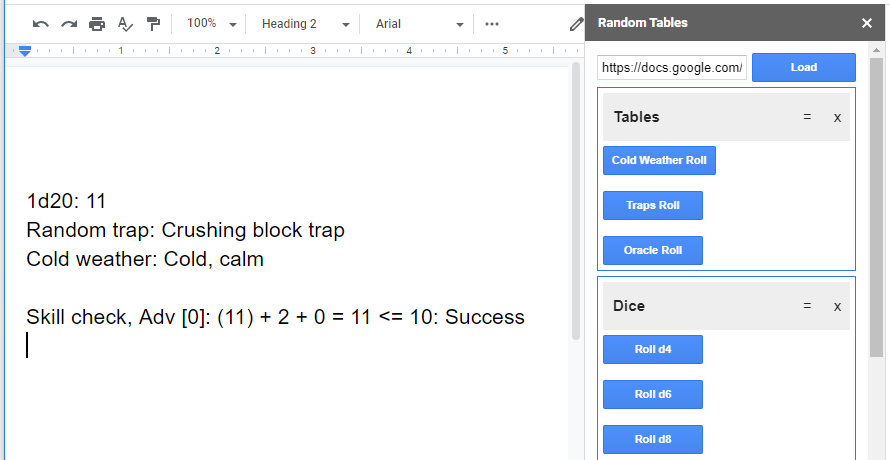 100% Heading 2 Arial
1 2 3 4 5
1d20: 11
Random trap: Crushing block trap
Cold weather: Cold, calm
Skill check, Adv [0]: (11) + 2 + 0 = 11 <= 10: Success
Random Tables ×
https://docs.google.com/ Load
Tables = x
Cold Weather Roll
Traps Roll
Oracle Roll
Dice = x
Roll d4
Roll d6
Roll d8